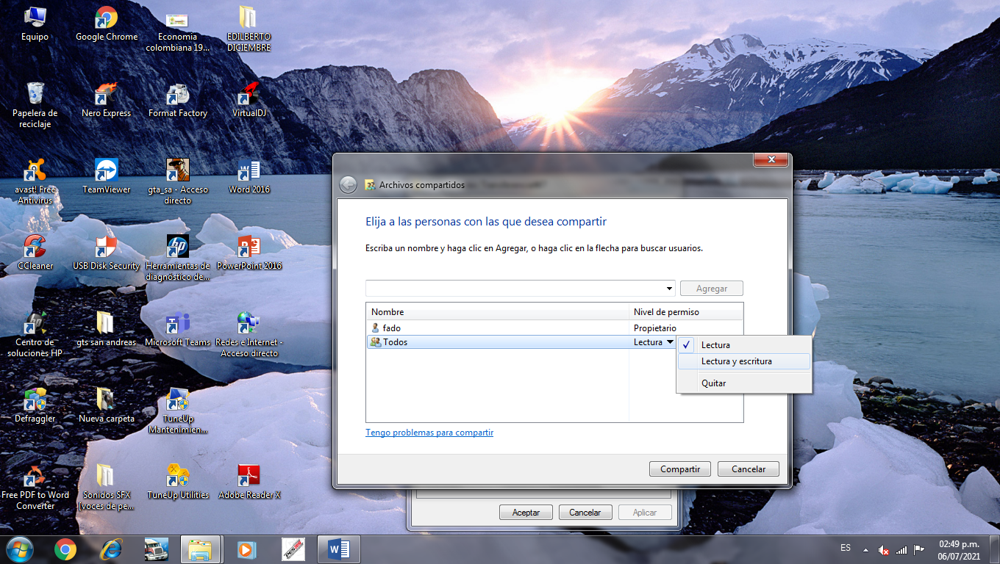 Equipo
Google Chrome
Economia
colombiana 19...
EDILBERTO
DICIEMBRE
Papelera de
reciclaje
Nero Express
Format Factory
VirtualDJ
avast! Free
Antivirus
TeamViewer
gta_sa - Acceso
directo
Word 2016
CCleaner
USB Disk Security
Herramientas de
diagnóstico de...
PowerPoint 2016
Centro de
soluciones HP
gts san andreas
Microsoft Teams
Redes e Internet -
Acceso directo
Defraggler
Nueva carpeta
TuneUp
Mantenimien...
Free PDF to Word
Converter
Sonidos SFX
[voces de pe...
TuneUp Utilities
Adobe Reader X
Archivos compartidos
Elija a las personas con las que desea compartir
Escriba un nombre y haga clic en Agregar, o haga clic en la flecha para buscar usuarios.
Agregar
Nombre
Nivel de permiso
fado
Propietario
Todos
Lectura
Lectura
Lectura y escritura
Quitar
Tengo problemas para compartir
Compartir
Cancelar
Aceptar
Cancelar
Aplicar
ES
02:49 p.m.
06/07/2021